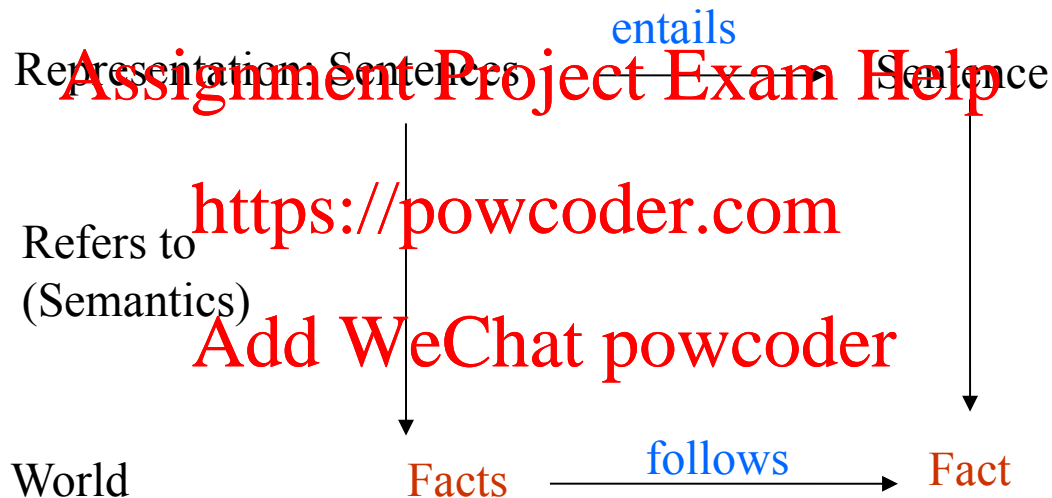 entails
Representation: Sentences Sentence
Assignment Project Exam Help
https://powcoder.com
Refers to
(Semantics)
Add WeChat powcoder
follows
World Facts Fact